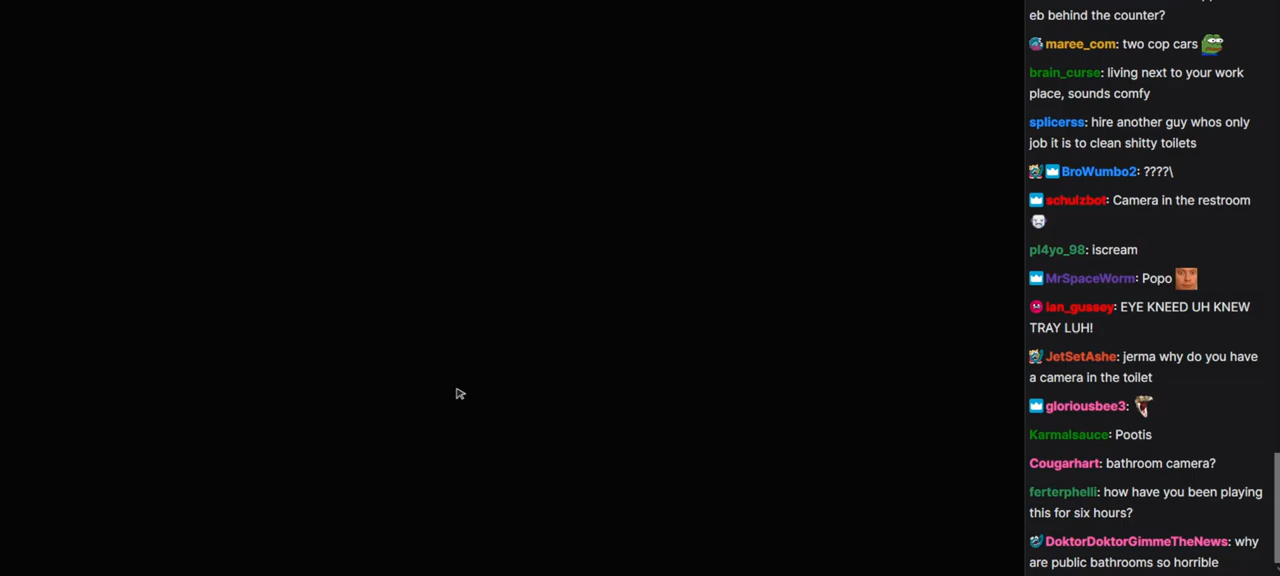 eb behind the counter?
maree_com: two cop cars
brain_curse: living next to your work
place, sounds comfy
splicerss: hire another guy whos only
job it is to clean shitty toilets
BroWumbo2: ????\
schulzbot: Camera in the restroom
pl4yo_98: iscream
MrSpaceWorm: Popo
ian_gussey: EYE KNEED UH KNEW
TRAY LUH!
JetSetAshe: jerma why do you have
a camera in the toilet
gloriousbee3:
Karmalsauce: Pootis
Cougarhart: bathroom camera?
ferterphelli: how have you been playing
this for six hours?
DoktorDoktorGimmeTheNews: why
are public bathrooms so horrible